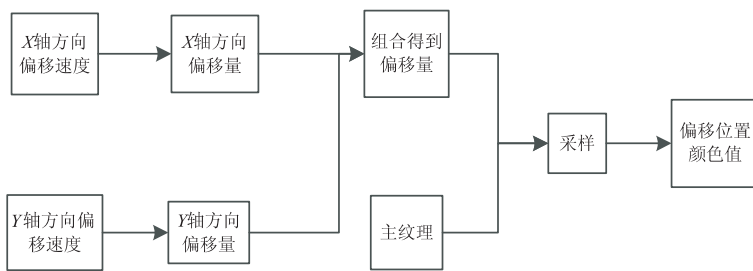 X轴方向
偏移速度
X轴方向
偏移量
组合得到
偏移量
采样
偏移位置
颜色值
Y轴方向偏
移速度
Y轴方向
偏移量
主纹理